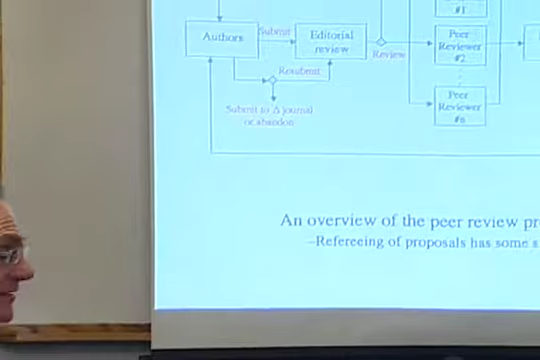 #1
Authors
Submit
Editorial
review
Review
Peer
Reviewer
#2
Resubmit
Submit to Δ journal
or abandon
Peer
Reviewer
#n
An overview of the peer review pr
–Refereeing of proposals has some s